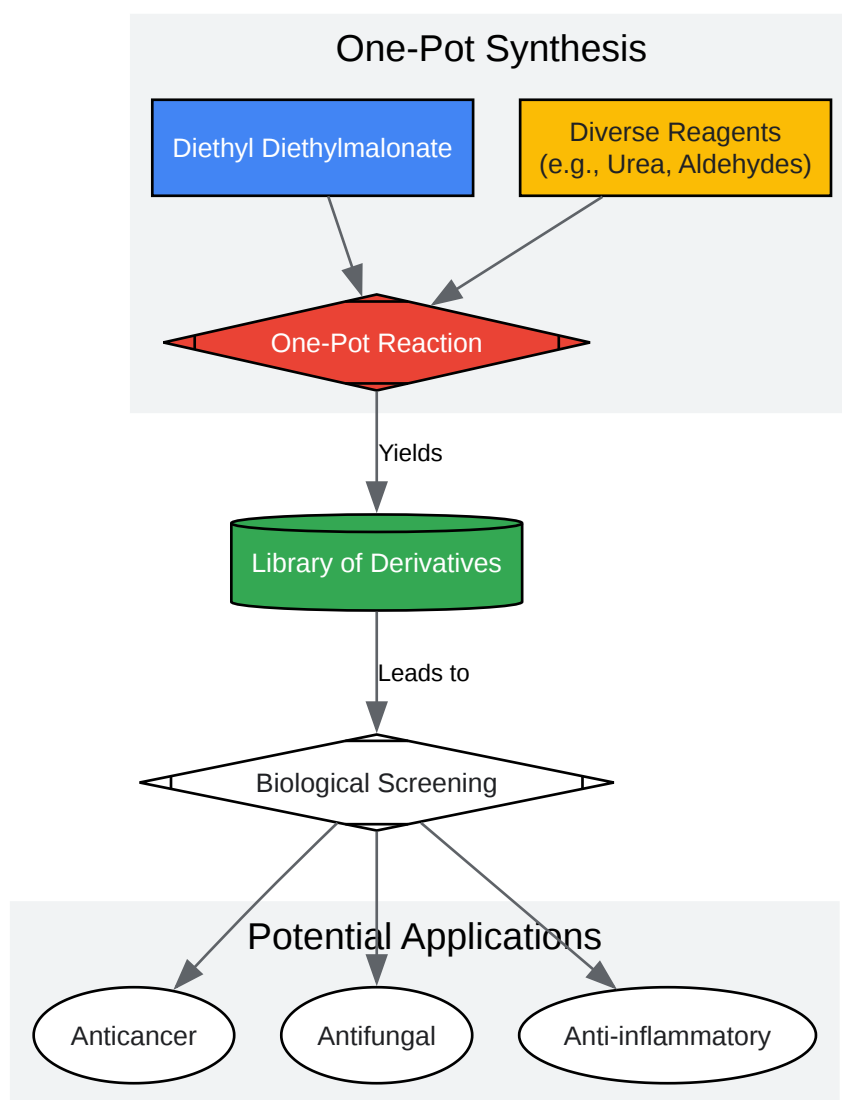 One-Pot Synthesis
Diethyl Diethylmalonate
Diverse Reagents
(e.g., Urea, Aldehydes)
One-Pot Reaction
Yields
Library of Derivatives
Leads to
Biological Screening
Potential Applications
Anticancer
Antifungal
Anti-inflammatory